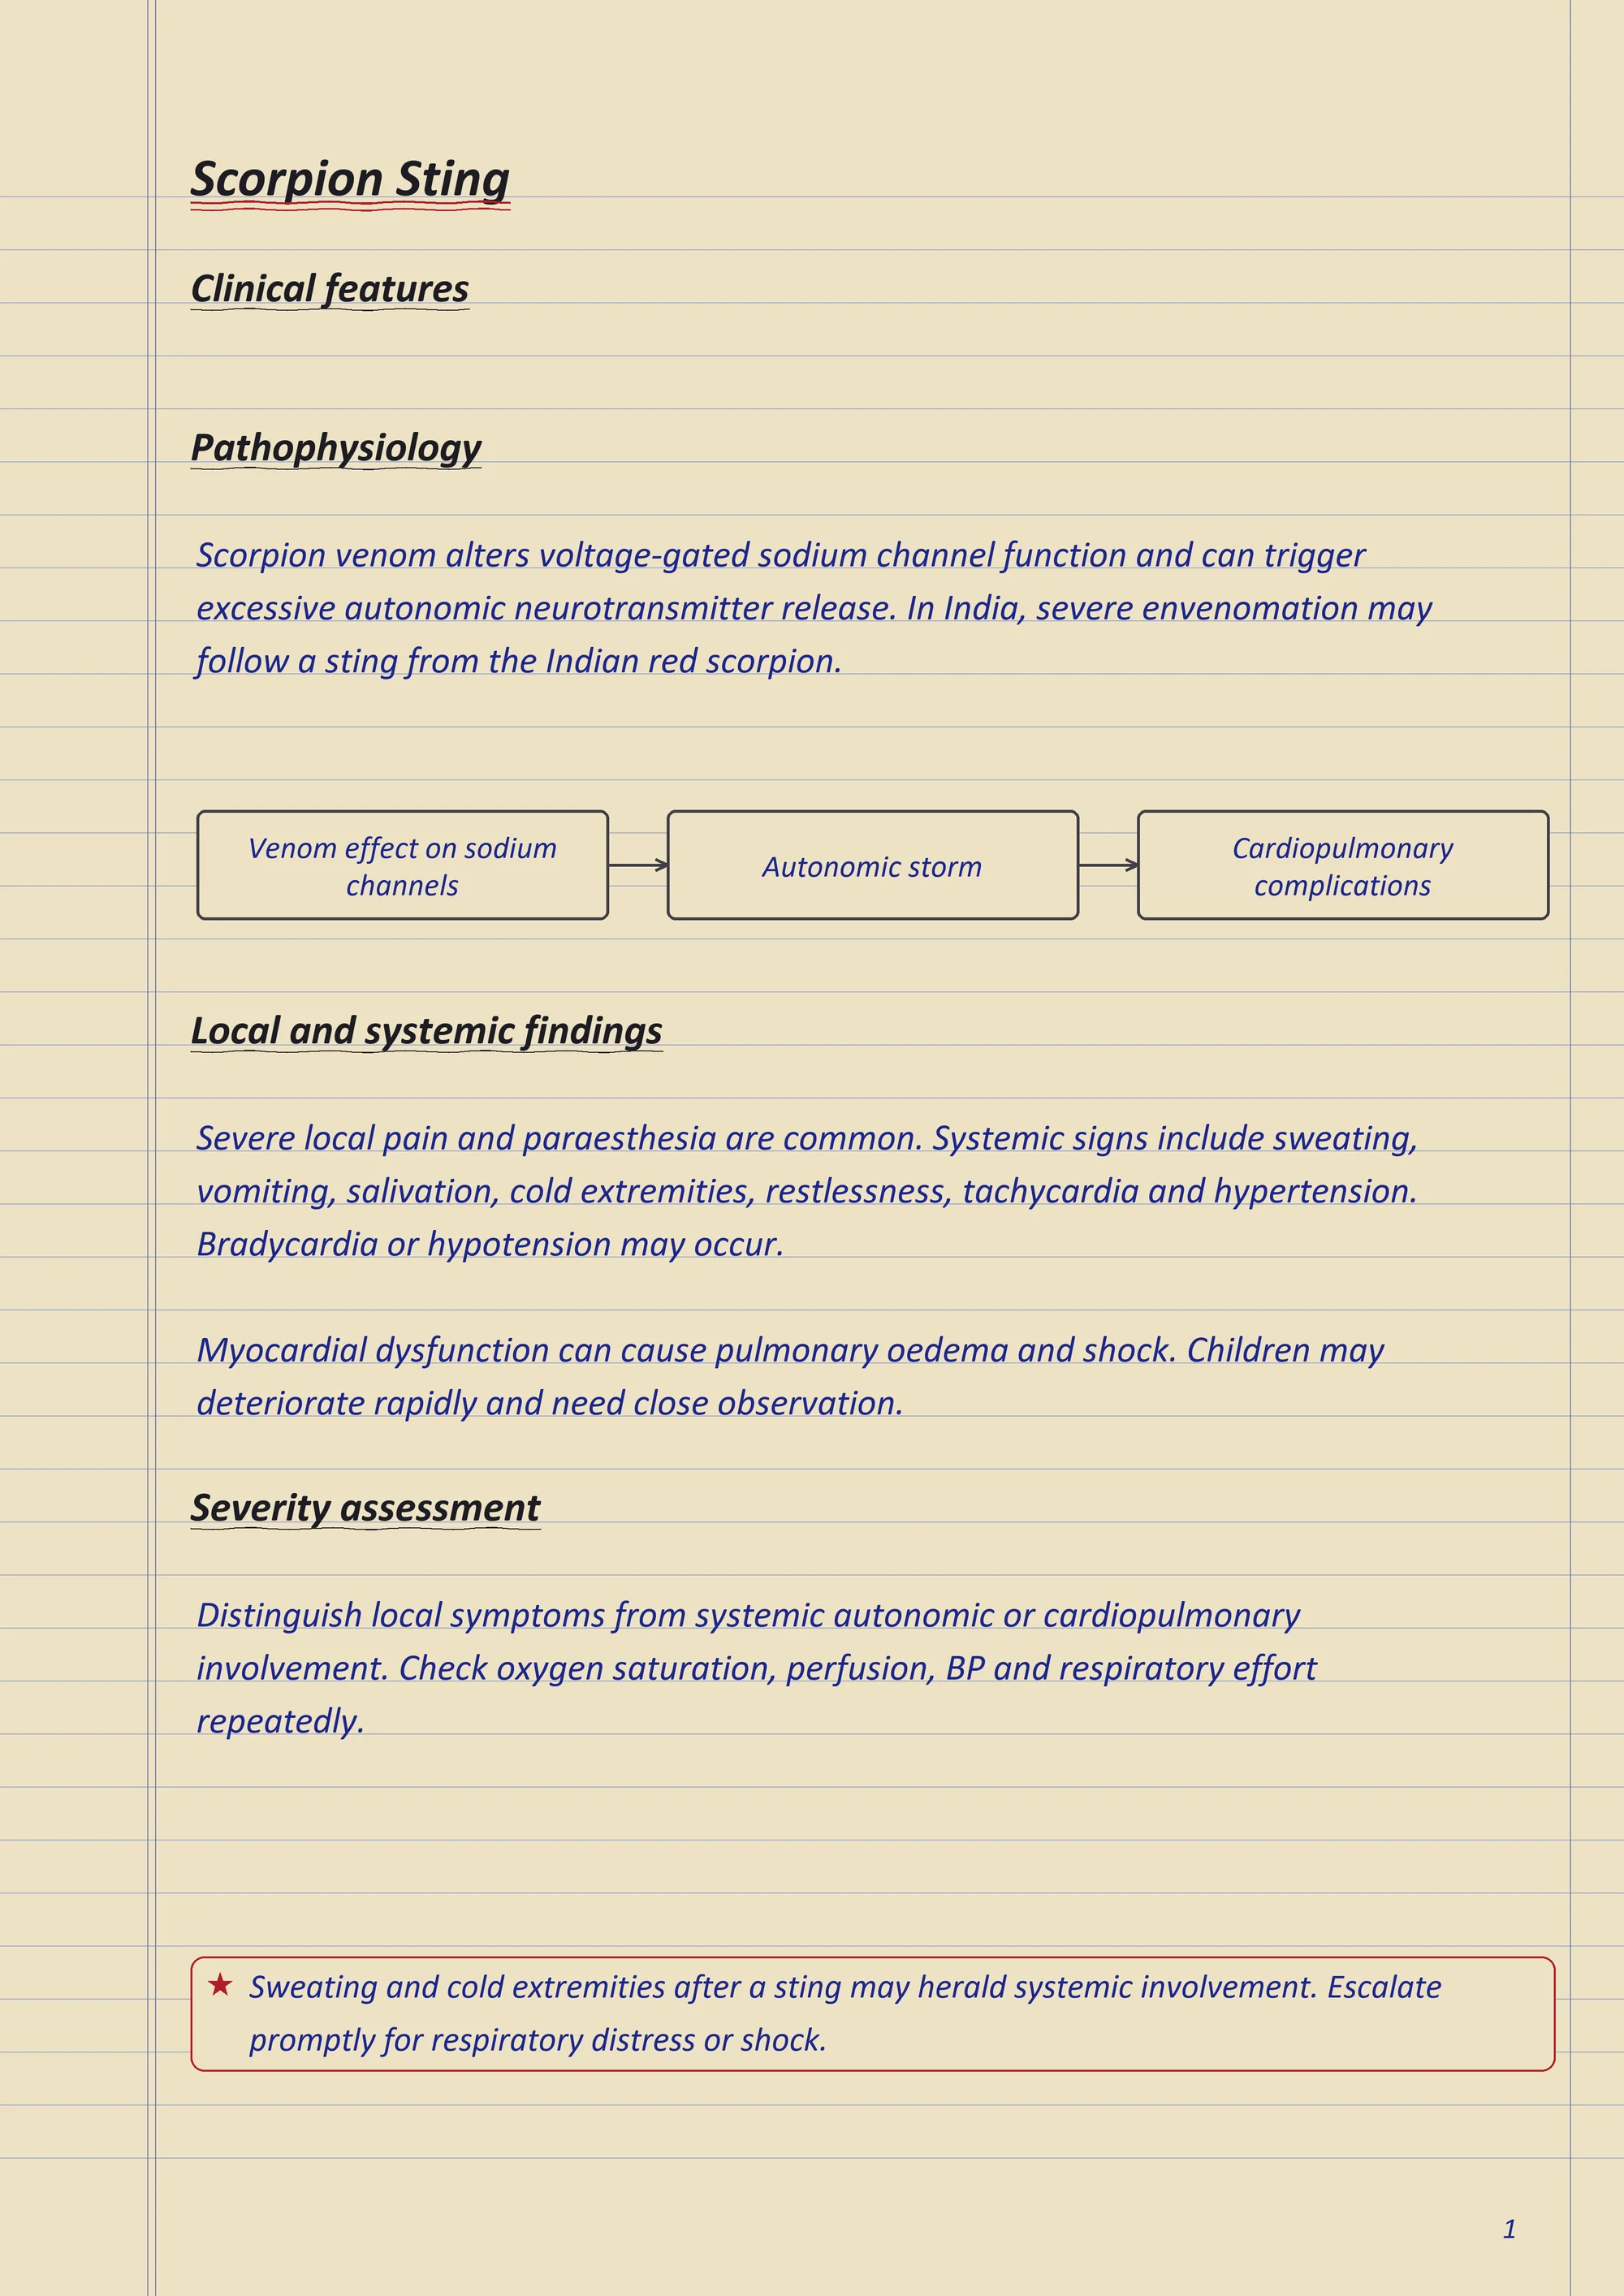 Scorpion Sting
Clinical features
Pathophysiology
Scorpion venom alters voltage-gated sodium channel function and can trigger
excessive autonomic neurotransmitter release. In India, severe envenomation may
follow a sting from the Indian red scorpion.
Venom effect on sodium
channels
Autonomic storm
Cardiopulmonary
complications
Local and systemic findings
Severe local pain and paraesthesia are common. Systemic signs include sweating,
vomiting, salivation, cold extremities, restlessness, tachycardia and hypertension.
Bradycardia or hypotension may occur.
Myocardial dysfunction can cause pulmonary oedema and shock. Children may
deteriorate rapidly and need close observation.
Severity assessment
Distinguish local symptoms from systemic autonomic or cardiopulmonary
involvement. Check oxygen saturation, perfusion, BP and respiratory effort
repeatedly.
★ Sweating and cold extremities after a sting may herald systemic involvement. Escalate
promptly for respiratory distress or shock.
1